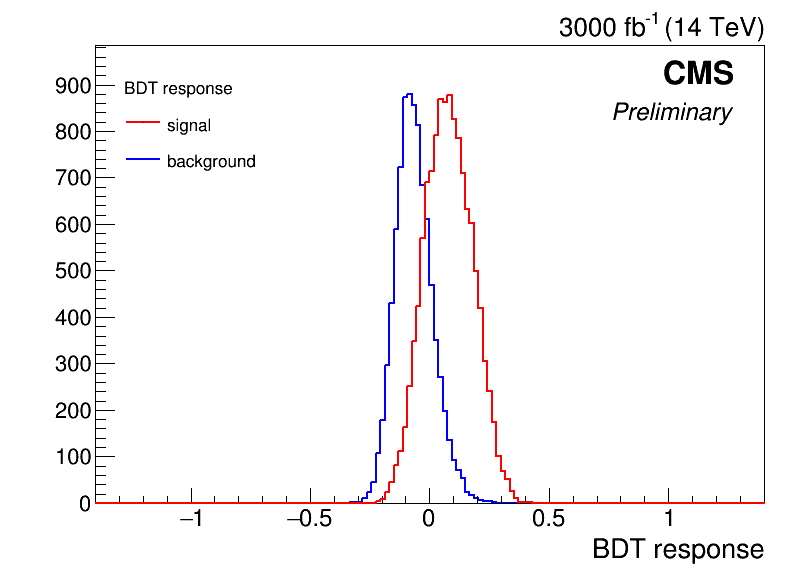 3000 fb-1 (14 TeV)
CMS
Preliminary
BDT response
signal
background
900
800
700
600
500
400
300
200
100
0
−1 −0.5 0 0.5 1
BDT response